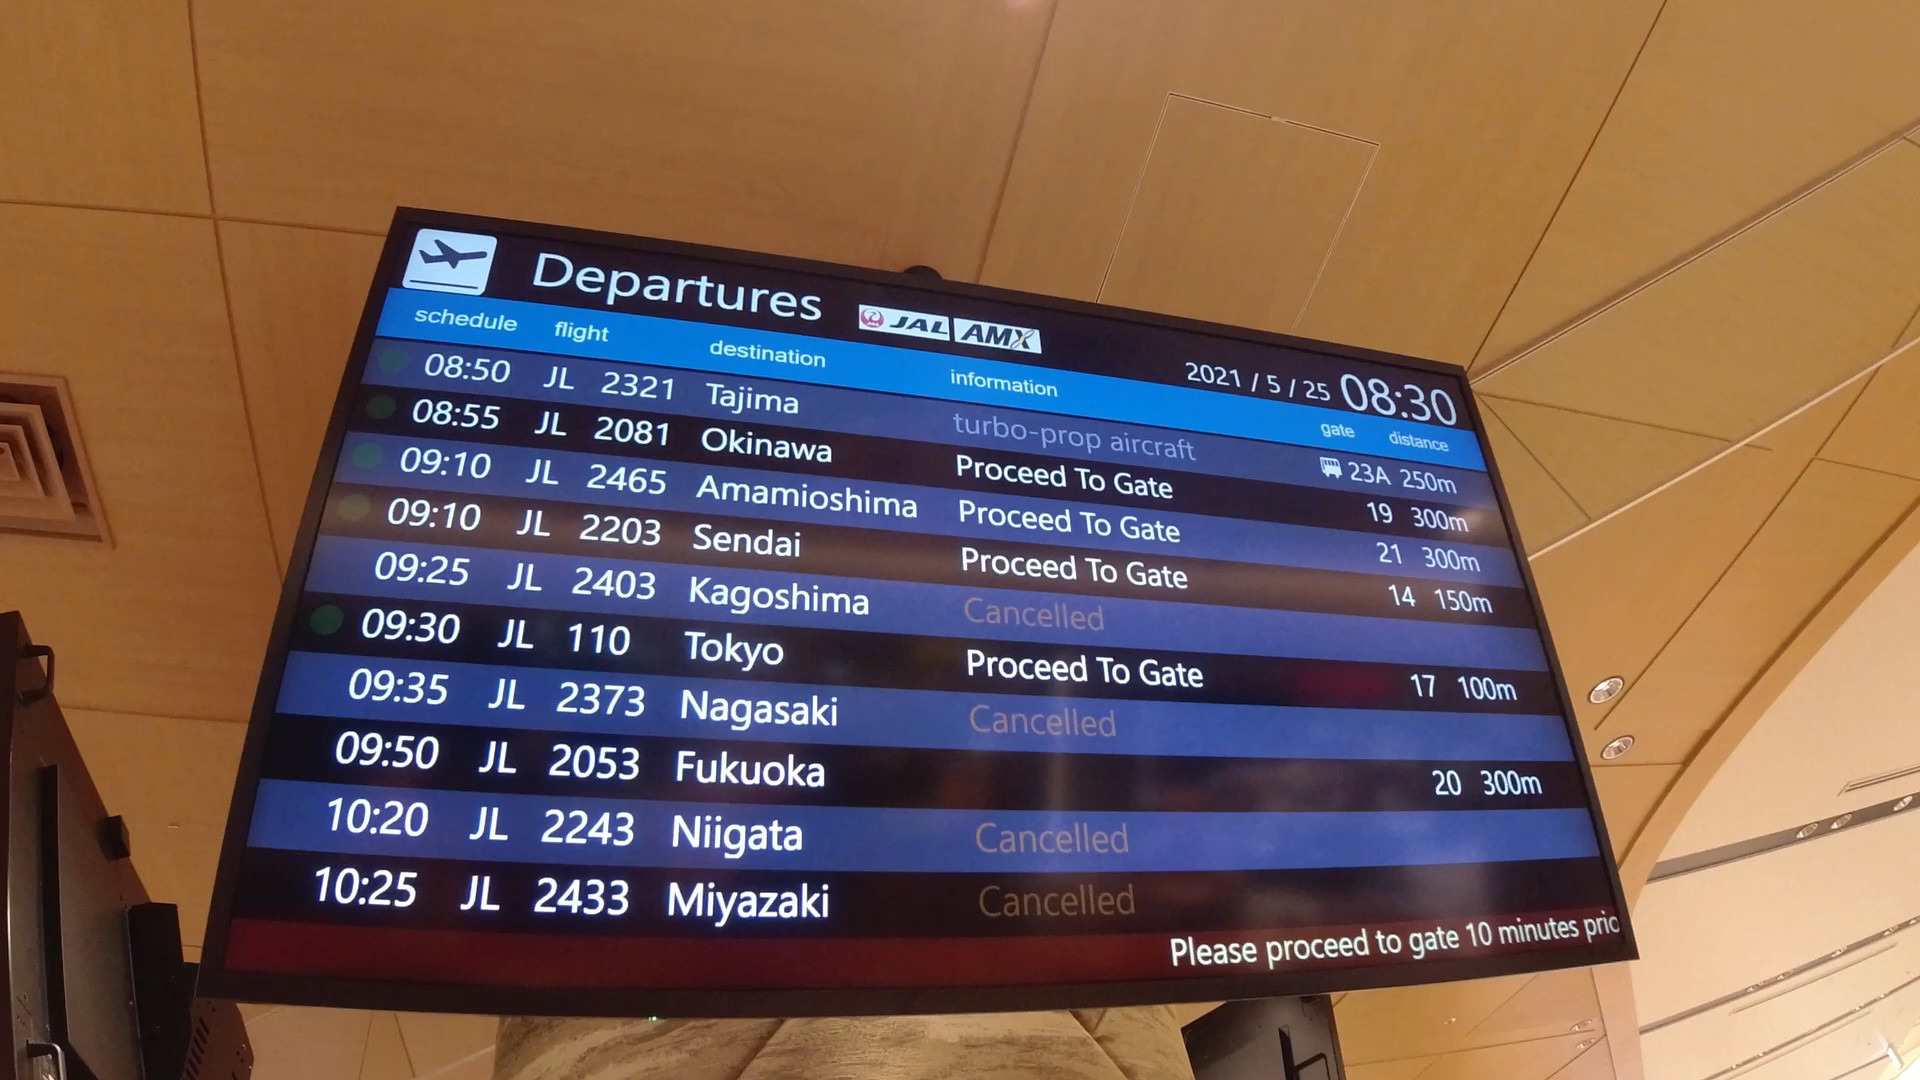 Departures JAL AMX 2021 / 5 / 25 08:30
schedule flight destination information gate distance
08:50 JL 2321 Tajima turbo-prop aircraft 23A 250m
08:55 JL 2081 Okinawa Proceed To Gate 19 300m
09:10 JL 2465 Amamioshima Proceed To Gate 21 300m
09:10 JL 2203 Sendai Proceed To Gate 14 150m
09:25 JL 2403 Kagoshima Cancelled
09:30 JL 110 Tokyo Proceed To Gate 17 100m
09:35 JL 2373 Nagasaki Cancelled
09:50 JL 2053 Fukuoka 20 300m
10:20 JL 2243 Niigata Cancelled
10:25 JL 2433 Miyazaki Cancelled
Please proceed to gate 10 minutes prio